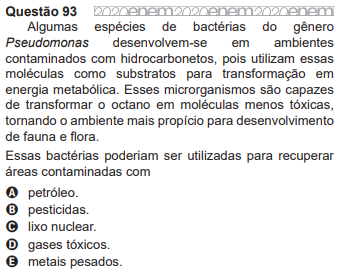 Questão 93 2020enem2020enem2020enem
Algumas espécies de bactérias do gênero
Pseudomonas desenvolvem-se em ambientes
contaminados com hidrocarbonetos, pois utilizam essas
moléculas como substratos para transformação em
energia metabólica. Esses microrganismos são capazes
de transformar o octano em moléculas menos tóxicas,
tornando o ambiente mais propício para desenvolvimento
de fauna e flora.
Essas bactérias poderiam ser utilizadas para recuperar
áreas contaminadas com
A petróleo.
B pesticidas.
C lixo nuclear.
D gases tóxicos.
E metais pesados.